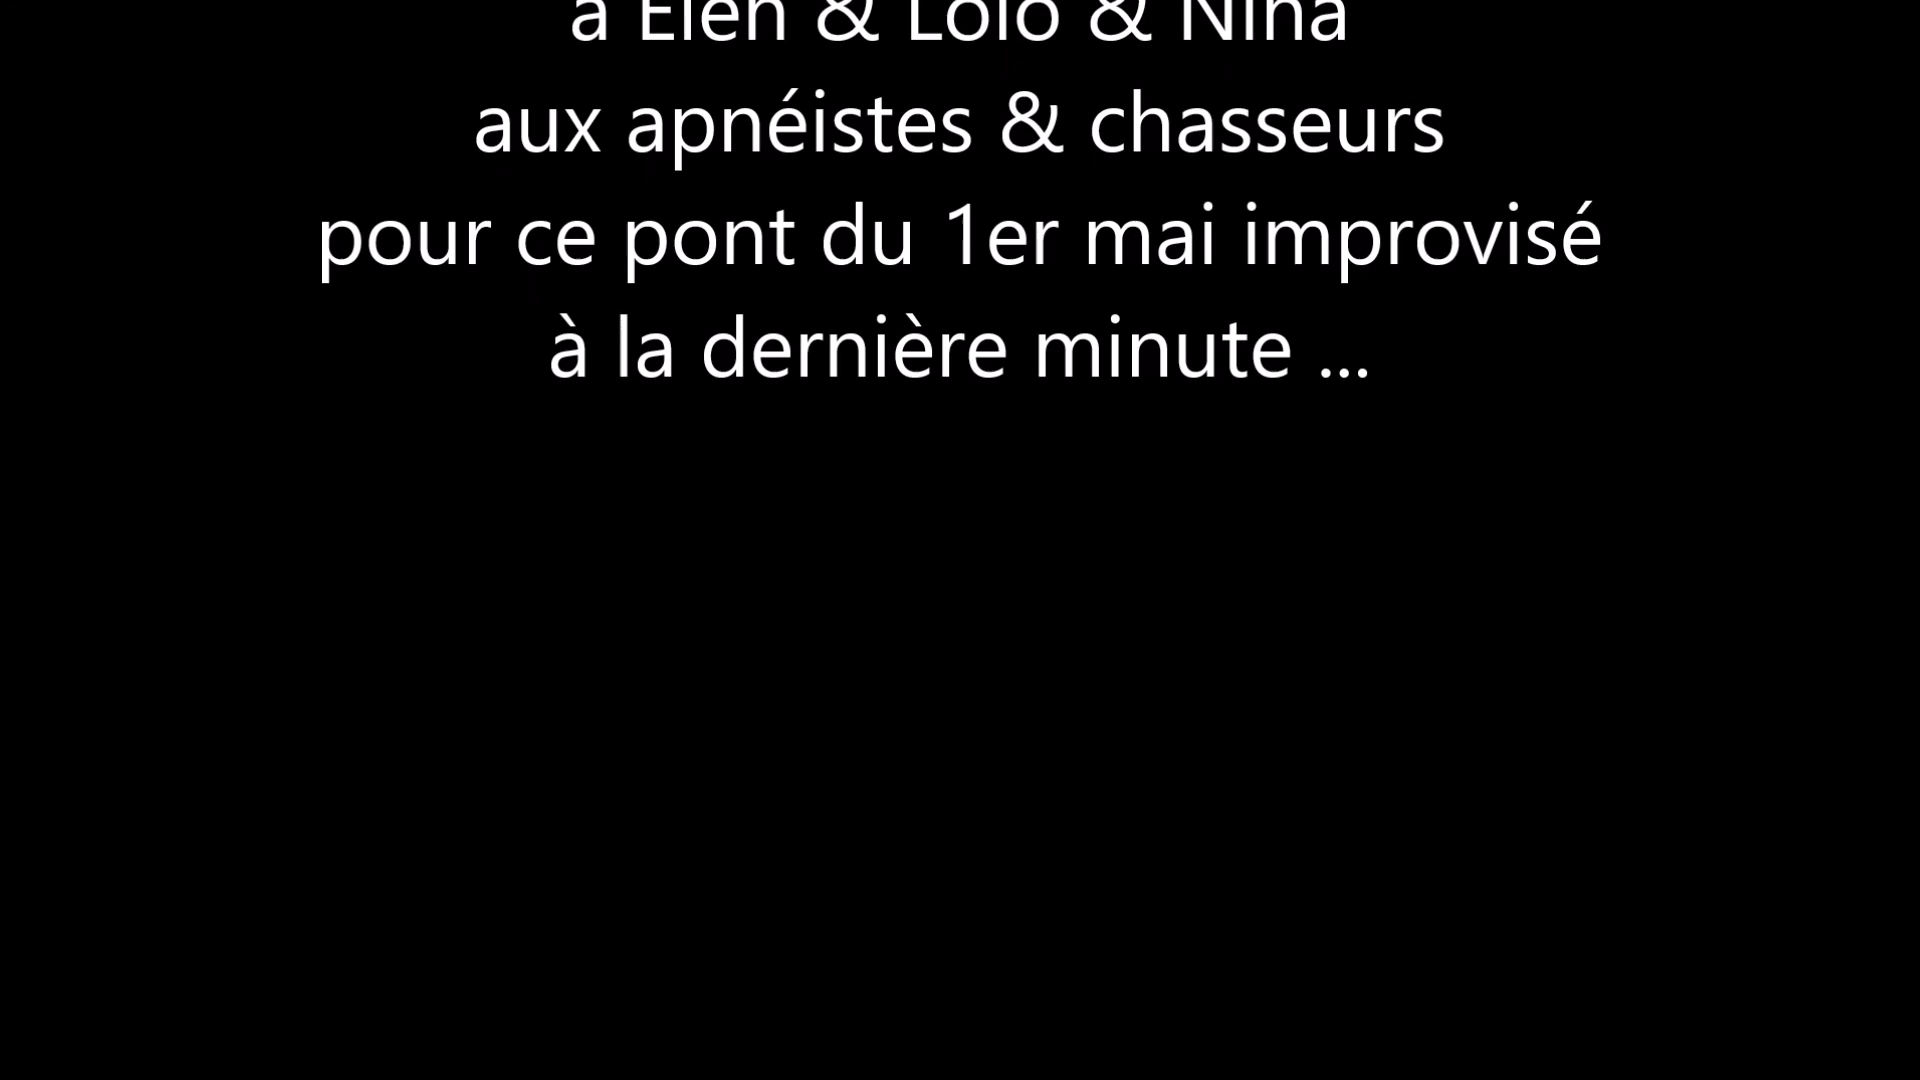 à Elen & Lolo & Nina
aux apnéistes & chasseurs
pour ce pont du 1er mai improvisé
à la dernière minute ...